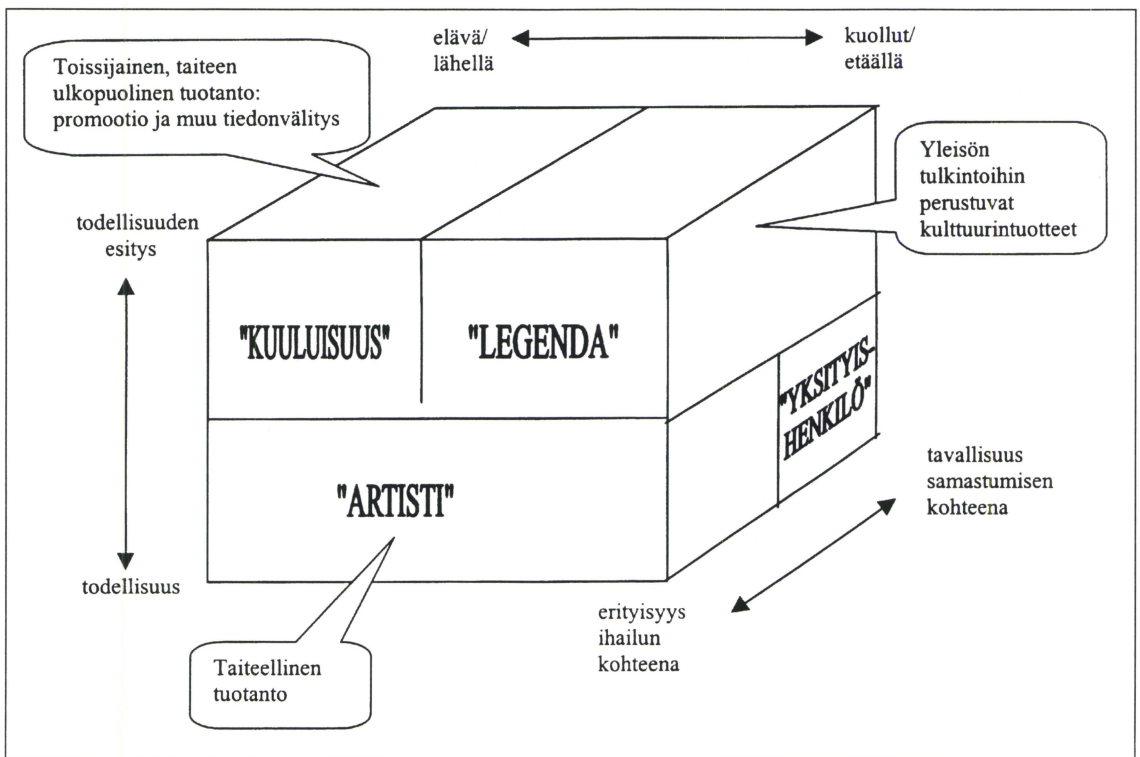 elävä/
lähellä
kuollut/
etäällä
Toissijainen, taiteen
ulkopuolinen tuotanto:
promootio ja muu tiedonvälitys
Yleisön
tulkintoihin
perustuvat
kulttuurintuotteet
todellisuuden
esitys
"KUULUISUUS"
"LEGENDA"
"YKSITYIS-
HENKILÖ"
"ARTISTI"
tavallisuus
samastumisen
kohteena
todellisuus
erityisyys
ihailun
kohteena
Taiteellinen
tuotanto